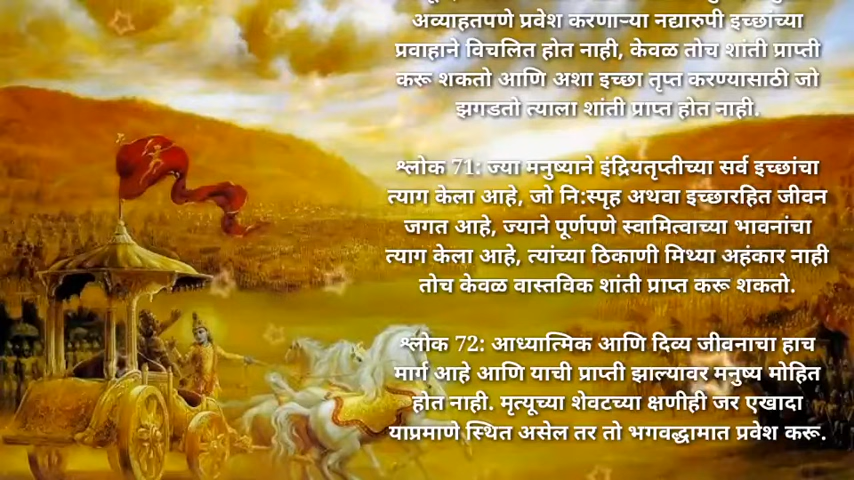 अव्याहतपणे प्रवेश करणाऱ्या नद्यारुपी इच्छांच्या
प्रवाहाने विचलित होत नाही, केवळ तोच शांती प्राप्ती
करू शकतो आणि अशा इच्छा तृप्त करण्यासाठी जो
झगडतो त्याला शांती प्राप्त होत नाही.
श्लोक 71: ज्या मनुष्याने इंद्रियतृप्तीच्या सर्व इच्छांचा
त्याग केला आहे, जो नि:स्पृह अथवा इच्छारहित जीवन
जगत आहे, ज्याने पूर्णपणे स्वामित्वाच्या भावनांचा
त्याग केला आहे, त्यांच्या ठिकाणी मिथ्या अहंकार नाही
तोच केवळ वास्तविक शांती प्राप्त करू शकतो.
श्लोक 72: आध्यात्मिक आणि दिव्य जीवनाचा हाच
मार्ग आहे आणि याची प्राप्ती झाल्यावर मनुष्य मोहित
होत नाही. मृत्यूच्या शेवटच्या क्षणीही जर एखादा
याप्रमाणे स्थित असेल तर तो भगवद्धामात प्रवेश करू.